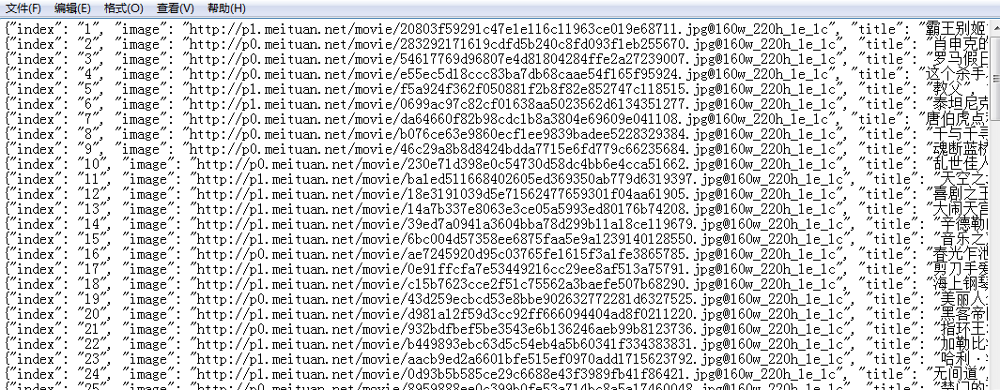 文件(F) 编辑(E) 格式(O) 查看(V) 帮助(H)
{"index": "1", "image": "http://p1.meituan.net/movie/20803f59291c47e1e116c11963ce019e68711.jpg@160w_220h_1e_1c", "title": "霸王别姬
{"index": "2", "image": "http://p0.meituan.net/movie/283292171619cdfd5b240c8fd093f1eb255670.jpg@160w_220h_1e_1c", "title": "肖申克的
{"index": "3", "image": "http://p0.meituan.net/movie/54617769d96807e4d81804284ffe2a27239007.jpg@160w_220h_1e_1c", "title": "罗马假日
{"index": "4", "image": "http://p0.meituan.net/movie/e55ec5d18ccc83ba7db68caae54f165f95924.jpg@160w_220h_1e_1c", "title": "这个杀手
{"index": "5", "image": "http://p1.meituan.net/movie/f5a924f362f050881f2b8f82e852747c118515.jpg@160w_220h_1e_1c", "title": "教父",
{"index": "6", "image": "http://p1.meituan.net/movie/0699ac97c82cf01638aa5023562d6134351277.jpg@160w_220h_1e_1c", "title": "泰坦尼克
{"index": "7", "image": "http://p0.meituan.net/movie/da64660f82b98cdc1b8a3804e69609e041108.jpg@160w_220h_1e_1c", "title": "唐伯虎点
{"index": "8", "image": "http://p0.meituan.net/movie/b076ce63e9860ecf1ee9839badee5228329384.jpg@160w_220h_1e_1c", "title": "千与千寻
{"index": "9", "image": "http://p0.meituan.net/movie/46c29a8b8d8424bdda7715e6fd779c66235684.jpg@160w_220h_1e_1c", "title": "魂断蓝桥
{"index": "10", "image": "http://p0.meituan.net/movie/230e71d398e0c54730d58dc4bb6e4cca51662.jpg@160w_220h_1e_1c", "title": "乱世佳人
{"index": "11", "image": "http://p1.meituan.net/movie/ba1ed511668402605ed369350ab779d6319397.jpg@160w_220h_1e_1c", "title": "天空之
{"index": "12", "image": "http://p0.meituan.net/movie/18e3191039d5e71562477659301f04aa61905.jpg@160w_220h_1e_1c", "title": "喜剧之王
{"index": "13", "image": "http://p1.meituan.net/movie/14a7b337e8063e3ce05a5993ed80176b74208.jpg@160w_220h_1e_1c", "title": "大闹天宫
{"index": "14", "image": "http://p0.meituan.net/movie/39ed7a0941a3604bba78d299b11a18ce119679.jpg@160w_220h_1e_1c", "title": "辛德勒
{"index": "15", "image": "http://p1.meituan.net/movie/6bc004d57358ee6875faa5e9a1239140128550.jpg@160w_220h_1e_1c", "title": "音乐之
{"index": "16", "image": "http://p0.meituan.net/movie/ae7245920d95c03765fe1615f3a1fe3865785.jpg@160w_220h_1e_1c", "title": "春光乍泄
{"index": "17", "image": "http://p1.meituan.net/movie/0e91ffcfa7e53449216cc29ee8af513a75791.jpg@160w_220h_1e_1c", "title": "剪刀手爱
{"index": "18", "image": "http://p1.meituan.net/movie/c15b7623cce2f51c75562a3baefe507b68290.jpg@160w_220h_1e_1c", "title": "海上钢琴
{"index": "19", "image": "http://p0.meituan.net/movie/43d259ecbcd53e8bbe902632772281d6327525.jpg@160w_220h_1e_1c", "title": "美丽人
{"index": "20", "image": "http://p1.meituan.net/movie/d981a12f59d3cc92ff666094404ad8f0211220.jpg@160w_220h_1e_1c", "title": "黑客帝
{"index": "21", "image": "http://p0.meituan.net/movie/932bdfbef5be3543e6b136246aeb99b8123736.jpg@160w_220h_1e_1c", "title": "指环王
{"index": "22", "image": "http://p1.meituan.net/movie/b449893ebc63d5c54eb4a5b60341f334383831.jpg@160w_220h_1e_1c", "title": "加勒比
{"index": "23", "image": "http://p1.meituan.net/movie/aacb9ed2a6601bfe515ef0970add1715623792.jpg@160w_220h_1e_1c", "title": "哈利·
{"index": "24", "image": "http://p1.meituan.net/movie/0d93b5b585ce29c6688e43f3989fb41f86421.jpg@160w_220h_1e_1c", "title": "无间道",